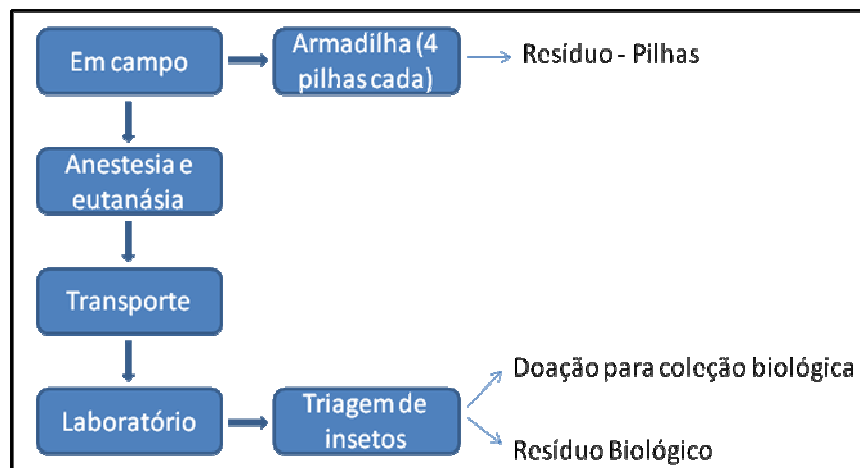 Em campo
Armadilha (4
pilhas cada)
Resíduo - Pilhas
Anestesia e
eutanásia
Transporte
Laboratório
Triagem de
insetos
Doação para coleção biológica
Resíduo Biológico